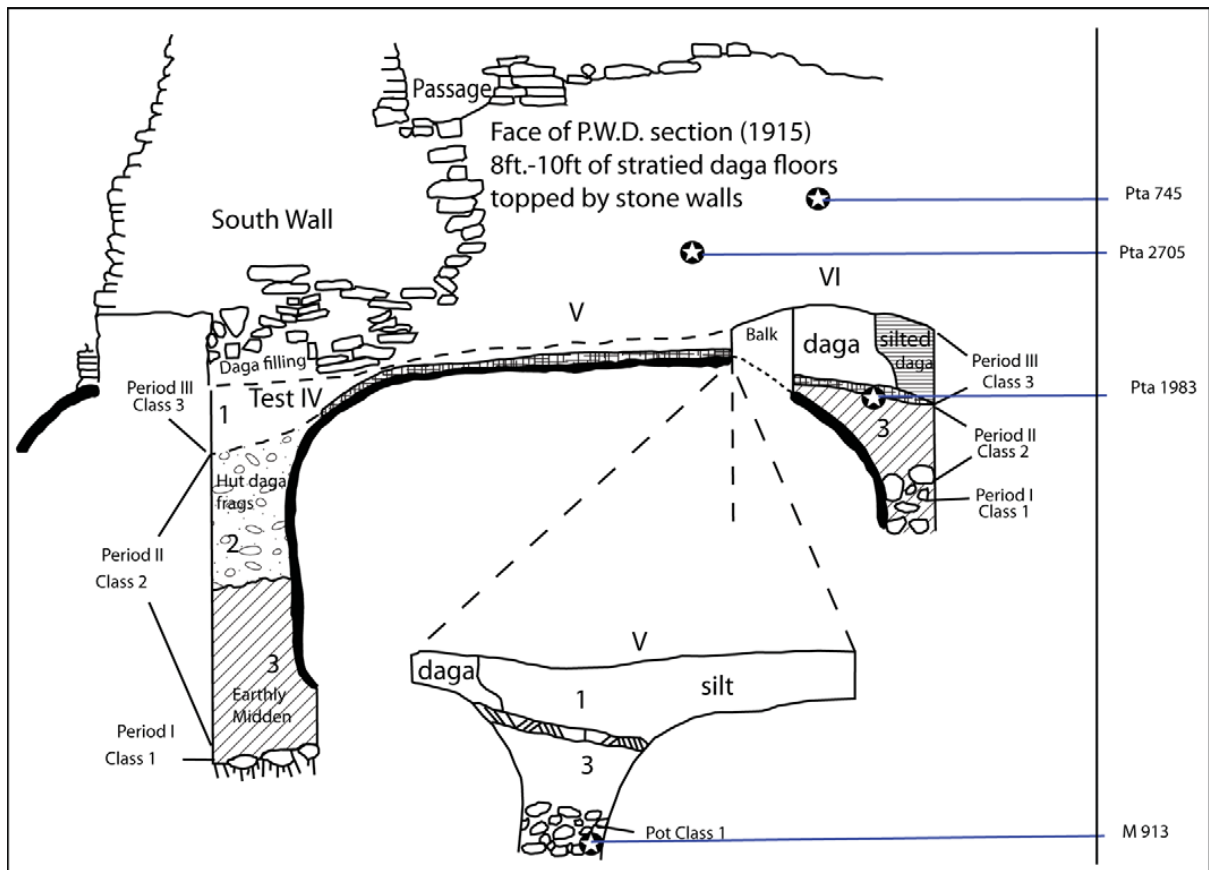 Passage
Face of P.W.D. section (1915)
8ft.-10ft of stratied daga floors
topped by stone walls
South Wall
Pta 745
Pta 2705
VI
V
Balk
daga
silted
daga
Period III
Class 3
Pta 1983
Daga filling
Test IV
Period III
Class 3
1
3
Period II
Class 2
Period I
Class 1
Hut daga
frags
2
Period II
Class 2
3
Earthly
Midden
Period I
Class 1
V
daga
1
silt
3
Pot Class 1
M 913